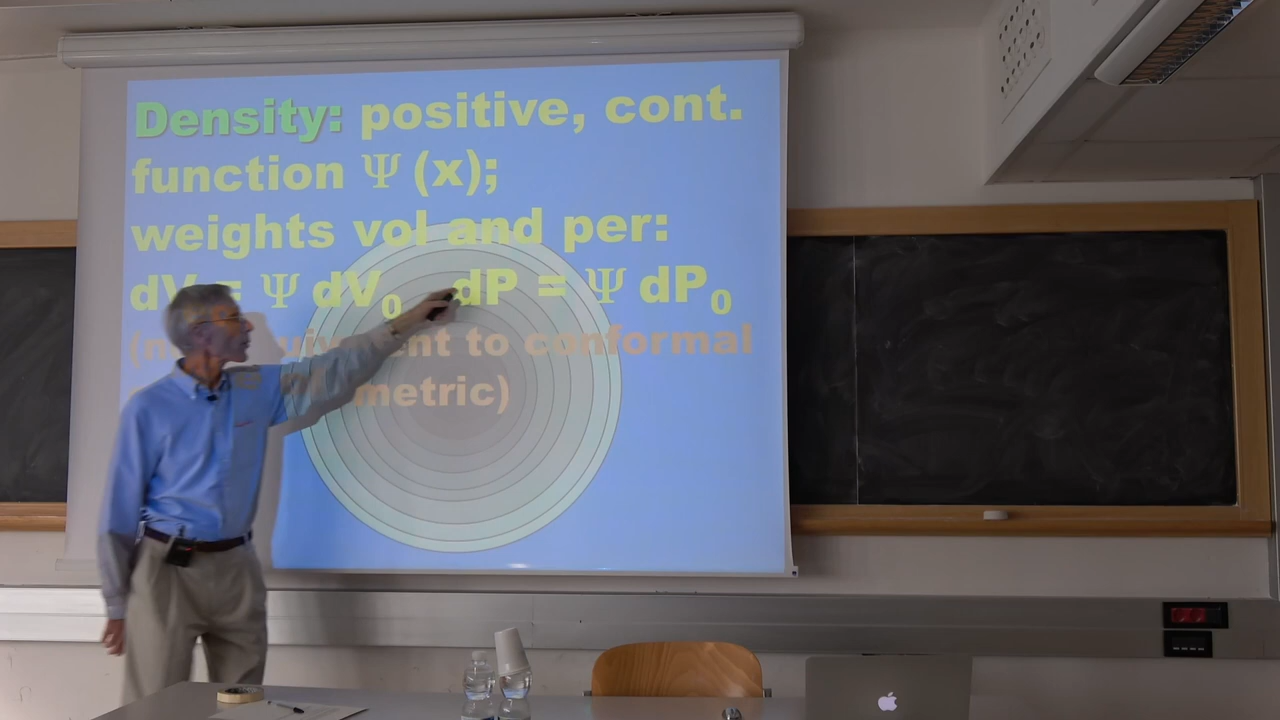 Density: positive, cont.
function Ψ (x);
weights vol and per:
dV = Ψ dV₀ dP = Ψ dP₀
to conformal
metric)